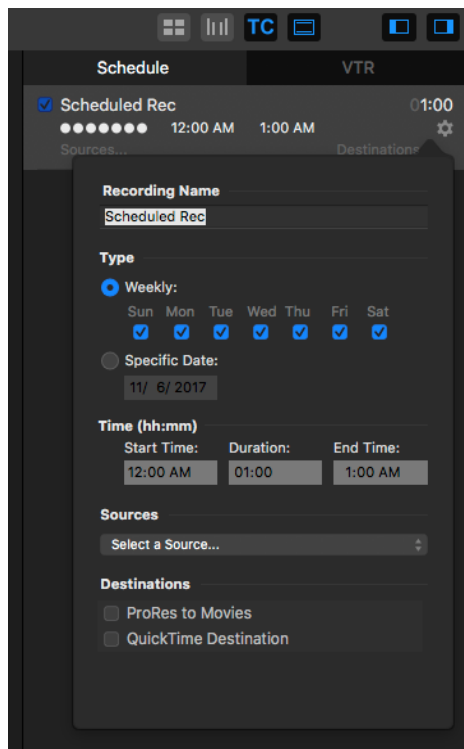 TC
Schedule VTR
Scheduled Rec 01:00
12:00 AM 1:00 AM
Sources... Destinations
Recording Name
Scheduled Rec
Type
Weekly:
Sun Mon Tue Wed Thu Fri Sat
Specific Date:
11/ 6/ 2017
Time (hh:mm)
Start Time: Duration: End Time:
12:00 AM 01:00 1:00 AM
Sources
Select a Source...
Destinations
ProRes to Movies
QuickTime Destination